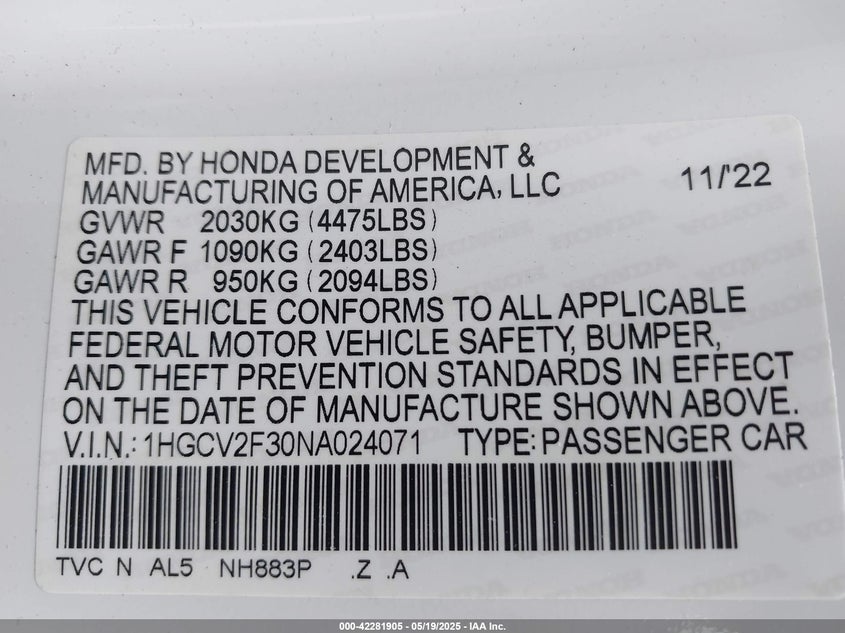 MFD. BY HONDA DEVELOPMENT &
MANUFACTURING OF AMERICA, LLC 11/'22
GVWR 2030KG (4475LBS)
GAWR F 1090KG (2403LBS)
GAWR R 950KG (2094LBS)
THIS VEHICLE CONFORMS TO ALL APPLICABLE
FEDERAL MOTOR VEHICLE SAFETY, BUMPER,
AND THEFT PREVENTION STANDARDS IN EFFECT
ON THE DATE OF MANUFACTURE SHOWN ABOVE.
V.I.N.: 1HGCV2F30NA024071 TYPE: PASSENGER CAR
TVC N AL5 NH883P .Z .A
000-42281905 - 05/19/2025 - IAA Inc.